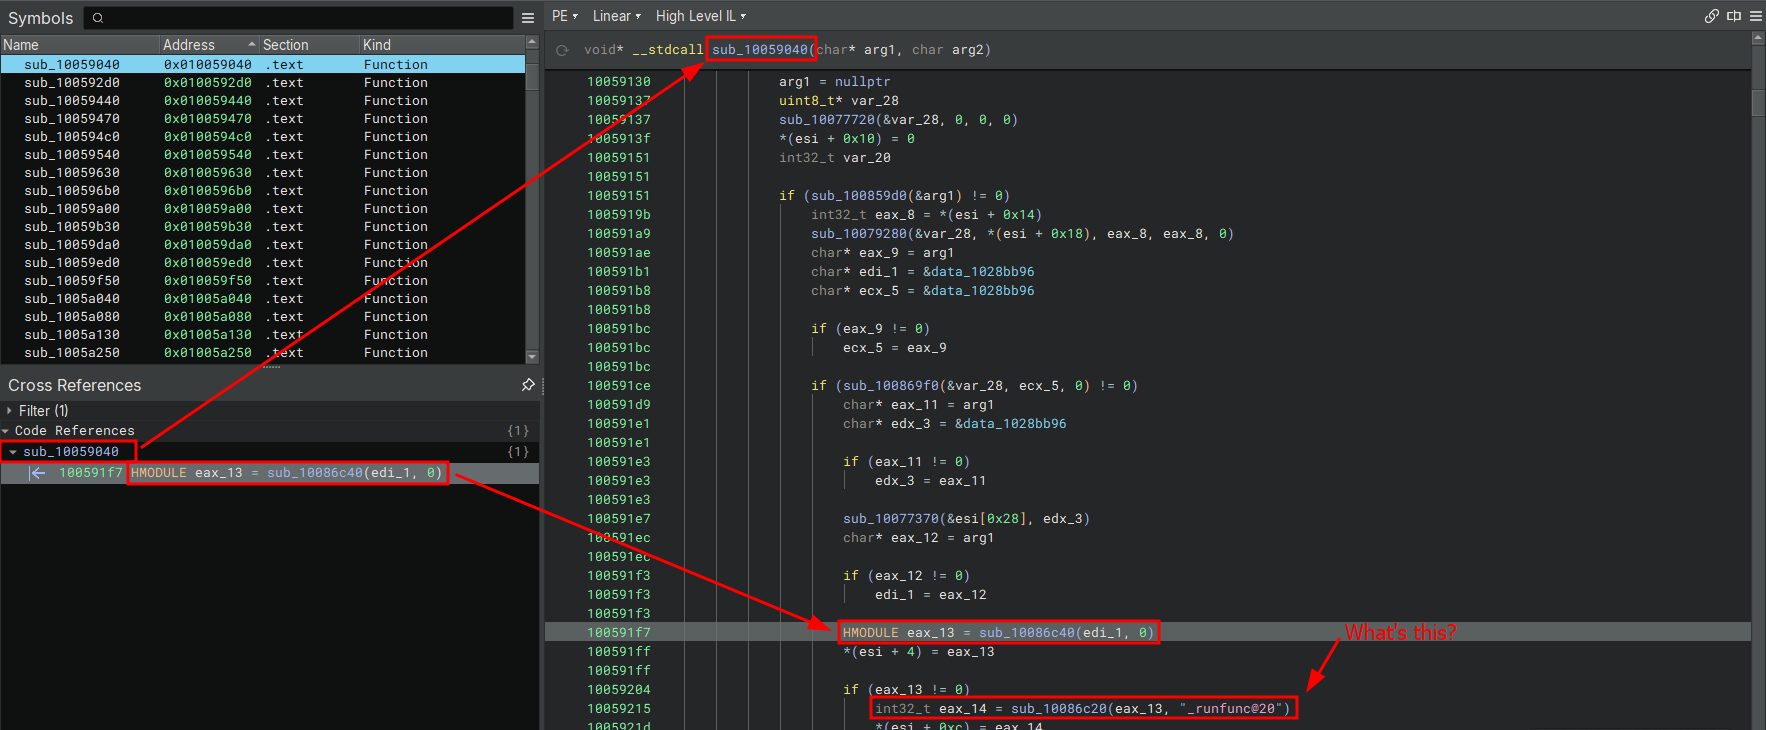 Symbols
PE Linear High Level IL
Name Address Section Kind
void* __stdcall sub_10059040(char* arg1, char arg2)
sub_10059040 0x010059040 .text Function
sub_100592d0 0x0100592d0 .text Function
sub_10059440 0x010059440 .text Function
sub_10059470 0x010059470 .text Function
sub_100594c0 0x0100594c0 .text Function
sub_10059540 0x010059540 .text Function
sub_10059630 0x010059630 .text Function
sub_100596b0 0x0100596b0 .text Function
sub_10059a00 0x010059a00 .text Function
sub_10059b30 0x010059b30 .text Function
sub_10059da0 0x010059da0 .text Function
sub_10059ed0 0x010059ed0 .text Function
sub_10059f50 0x010059f50 .text Function
sub_1005a040 0x01005a040 .text Function
sub_1005a080 0x01005a080 .text Function
sub_1005a130 0x01005a130 .text Function
sub_1005a250 0x01005a250 .text Function
Cross References
Filter (1)
Code References {1}
sub_10059040 {1}
100591f7 HMODULE eax_13 = sub_10086c40(edi_1, 0)
10059130 arg1 = nullptr
10059137 uint8_t* var_28
10059137 sub_10077720(&var_28, 0, 0, 0)
1005913f *(esi + 0x10) = 0
10059151 int32_t var_20
10059151
10059151 if (sub_100859d0(&arg1) != 0)
1005919b int32_t eax_8 = *(esi + 0x14)
100591a9 sub_10079280(&var_28, *(esi + 0x18), eax_8, eax_8, 0)
100591ae char* eax_9 = arg1
100591b1 char* edi_1 = &data_1028bb96
100591b8 char* ecx_5 = &data_1028bb96
100591b8
100591bc if (eax_9 != 0)
100591bc ecx_5 = eax_9
100591bc
100591ce if (sub_100869f0(&var_28, ecx_5, 0) != 0)
100591d9 char* eax_11 = arg1
100591e1 char* edx_3 = &data_1028bb96
100591e1
100591e3 if (eax_11 != 0)
100591e3 edx_3 = eax_11
100591e3
100591e7 sub_10077370(&esi[0x28], edx_3)
100591ec char* eax_12 = arg1
100591ec
100591f3 if (eax_12 != 0)
100591f3 edi_1 = eax_12
100591f3
100591f7 HMODULE eax_13 = sub_10086c40(edi_1, 0)
What's this?
100591ff *(esi + 4) = eax_13
100591ff
10059204 if (eax_13 != 0)
10059215 int32_t eax_14 = sub_10086c20(eax_13, "_runfunc@20")
1005921d *(esi + 0xc) = eax_14